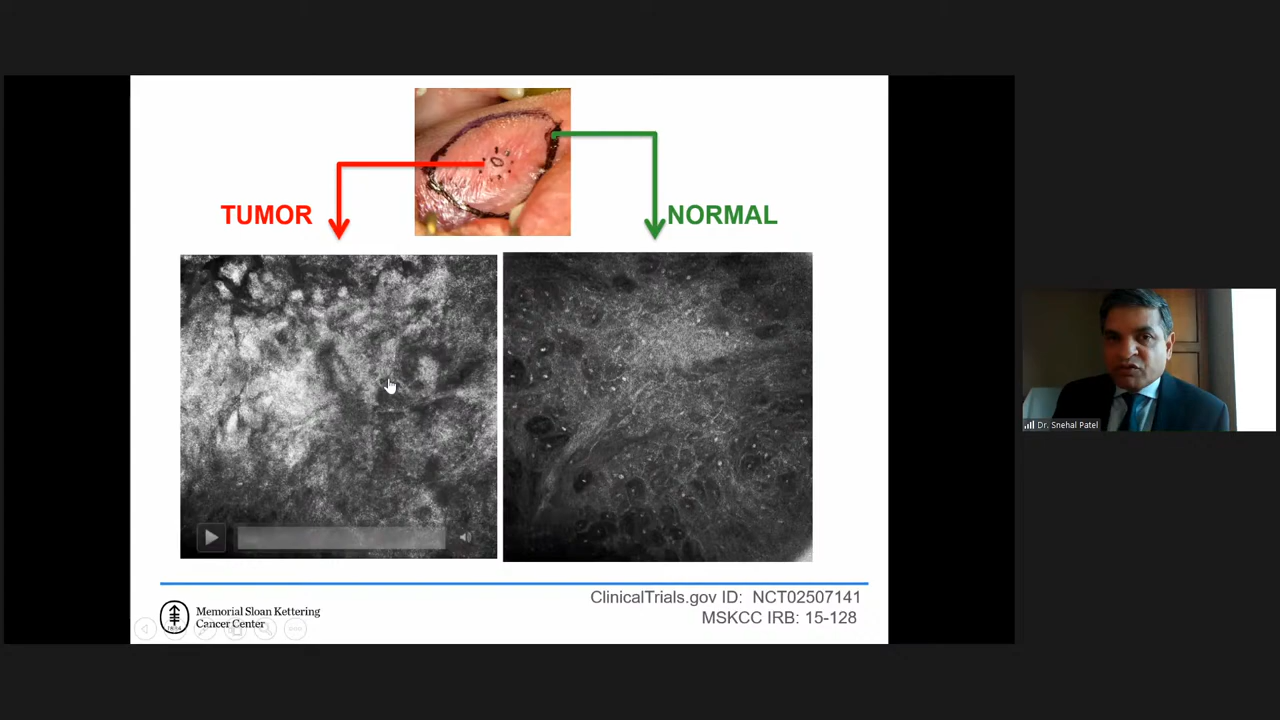 TUMOR
NORMAL
Memorial Sloan Kettering
Cancer Center
ClinicalTrials.gov ID: NCT02507141
MSKCC IRB: 15-128
Dr. Snehal Patel